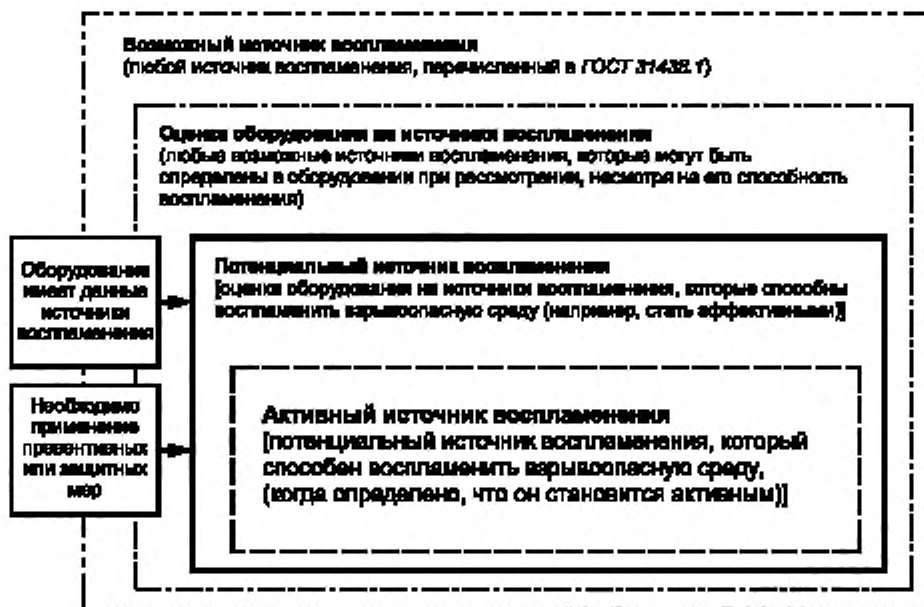 Возможный источник воспламенения
(любой источник воспламенения, перечисленный в ГОСТ 31438.1)
Оценка оборудования на источники воспламенения
(любые возможные источники воспламенения, которые могут быть
определены в оборудовании при рассмотрении, несмотря на его способность
воспламенения)
Оборудование
имеет данные
источники
воспламенения
Потенциальный источник воспламенения
[оценка оборудования на источники воспламенения, которые способны
воспламенить взрывоопасную среду (например, стать эффективными)]
Необходимо
применение
превентивных
или защитных
мер
Активный источник воспламенения
[потенциальный источник воспламенения, который
способен воспламенить взрывоопасную среду,
(когда определено, что он становится активным)]